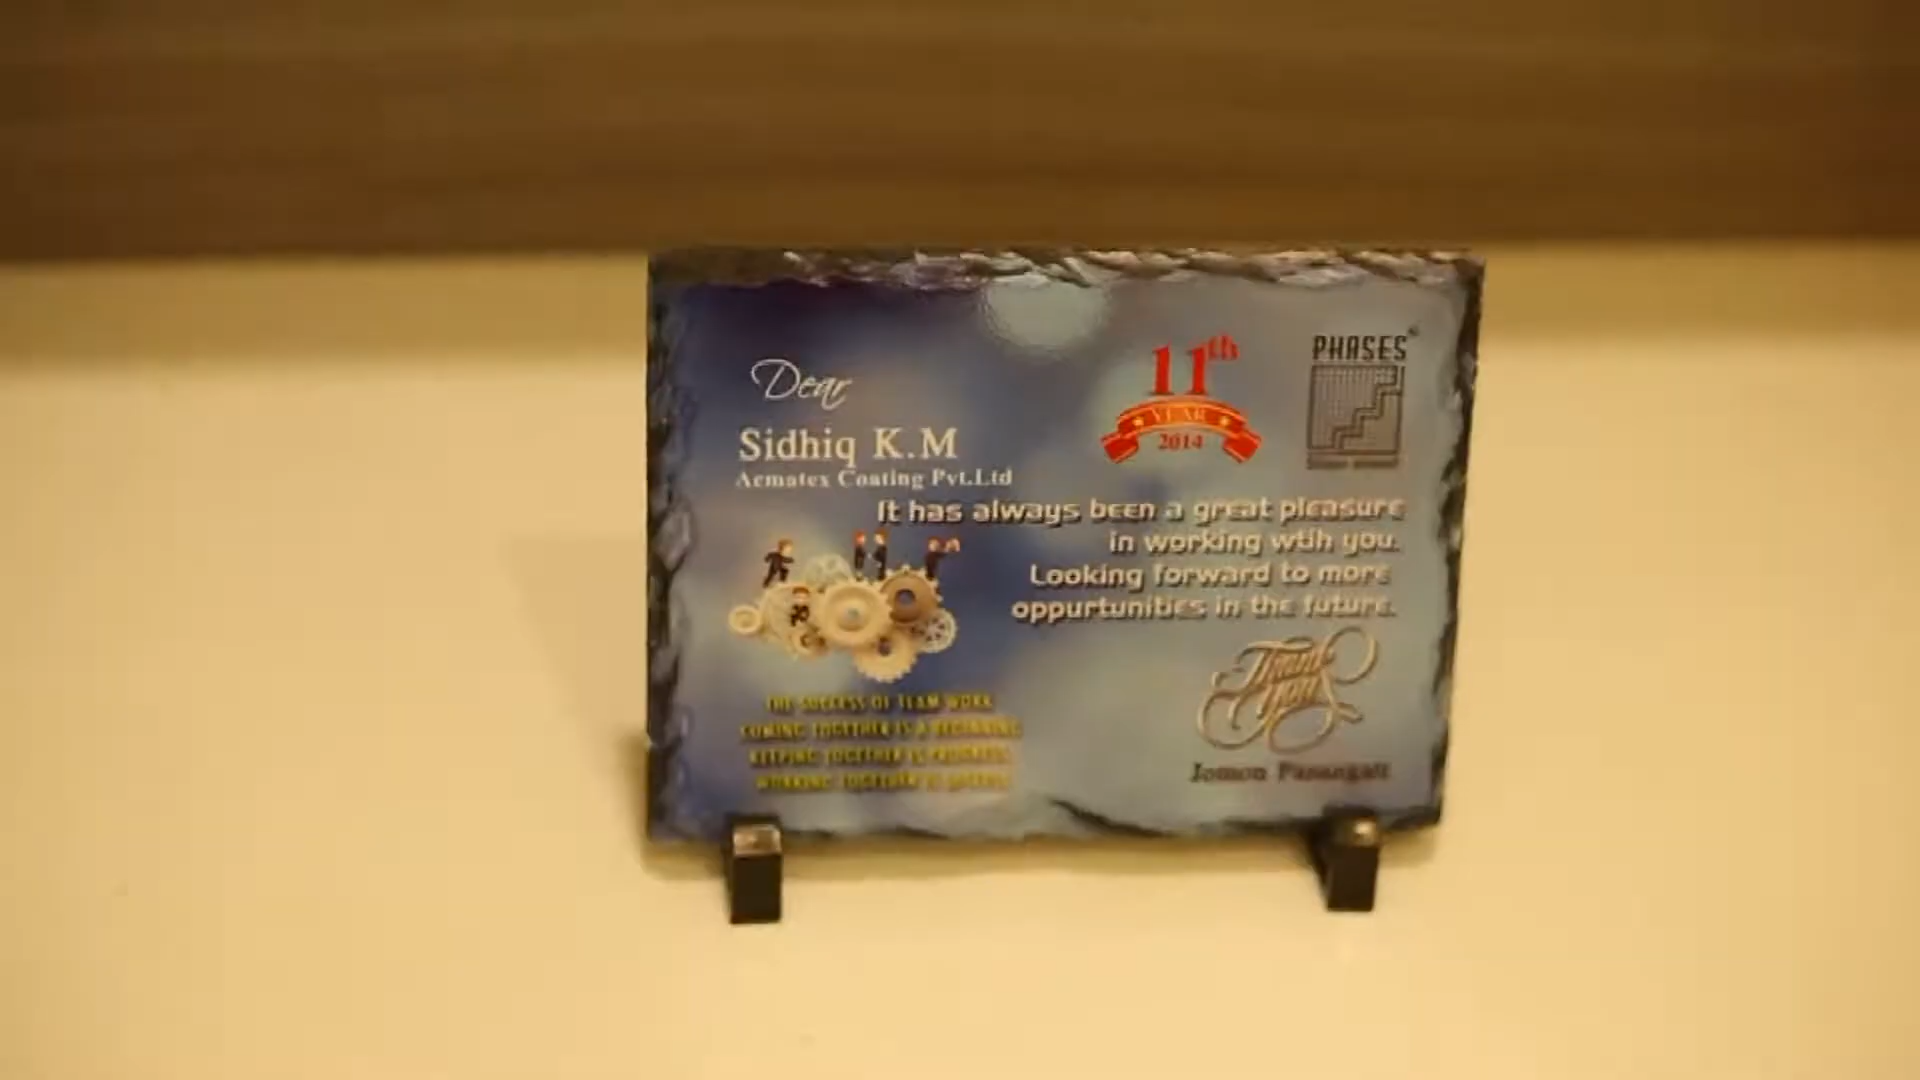 Dear
Sidhiq K.M
Acmatex Coating Pvt.Ltd
11th
YEAR
2014
PHASES
It has always been a great pleasure
in working wtih you.
Looking forward to more
oppurtunities in the future.
THE SUCCESS OF TEAM WORK
COMING TOGETHER IS A BEGINNING
KEEPING TOGETHER IS PROGRESS
WORKING TOGETHER IS SUCCESS
Thank
you
Jomon